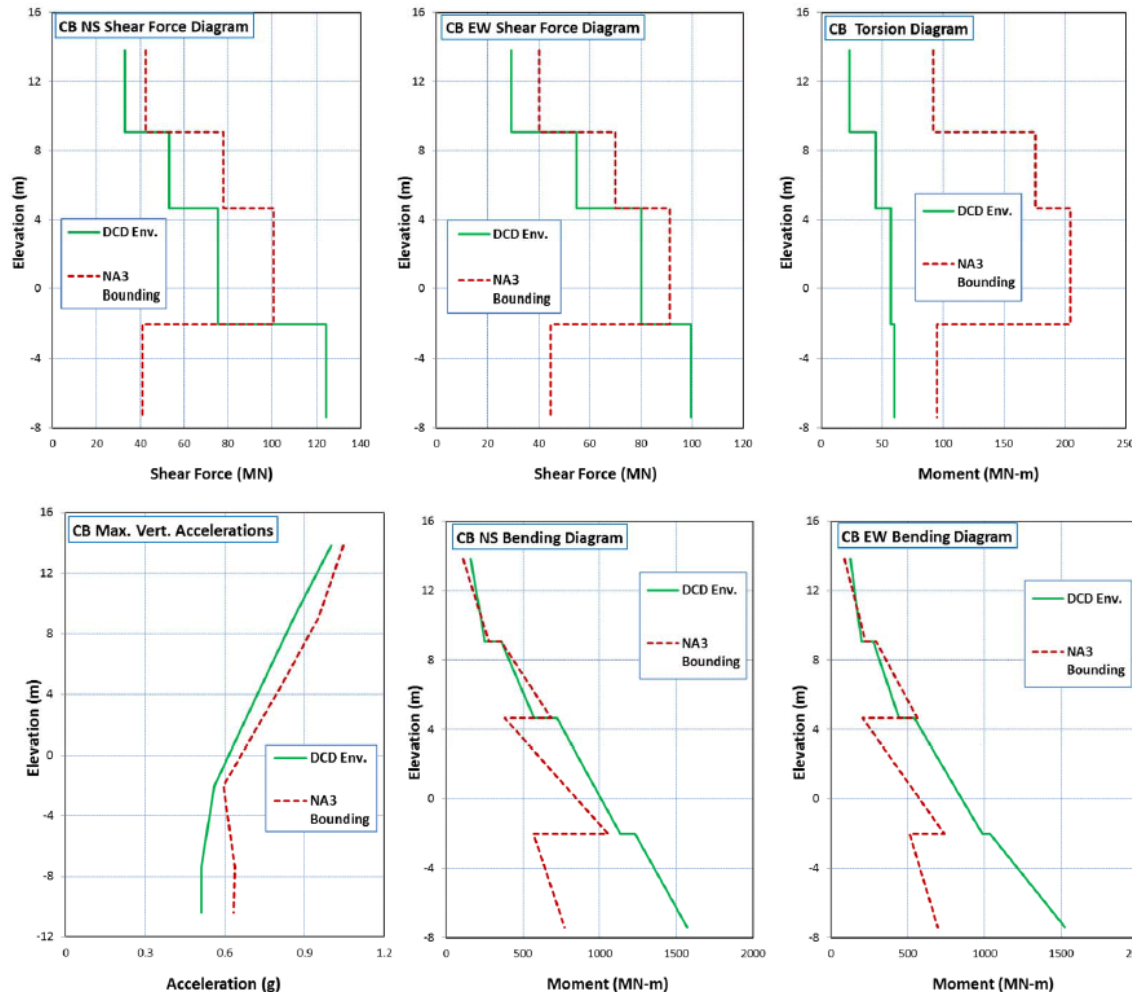 CB NS Shear Force Diagram
16
12
8
4
0
-4
-8
Elevation (m)
DCD Env.
NA3
Bounding
0 20 40 60 80 100 120 140
Shear Force (MN)
CB EW Shear Force Diagram
16
12
8
4
0
-4
-8
Elevation (m)
DCD Env.
NA3
Bounding
0 20 40 60 80 100 120
Shear Force (MN)
CB Torsion Diagram
16
12
8
4
0
-4
-8
Elevation (m)
DCD Env.
NA3
Bounding
0 50 100 150 200 250
Moment (MN-m)
CB Max. Vert. Accelerations
16
12
8
4
0
-4
-8
-12
Elevation (m)
DCD Env.
NA3
Bounding
0 0.3 0.6 0.9 1.2
Acceleration (g)
CB NS Bending Diagram
16
12
8
4
0
-4
-8
Elevation (m)
DCD Env.
NA3
Bounding
0 500 1000 1500 2000
Moment (MN-m)
CB EW Bending Diagram
16
12
8
4
0
-4
-8
Elevation (m)
DCD Env.
NA3
Bounding
0 500 1000 1500
Moment (MN-m)